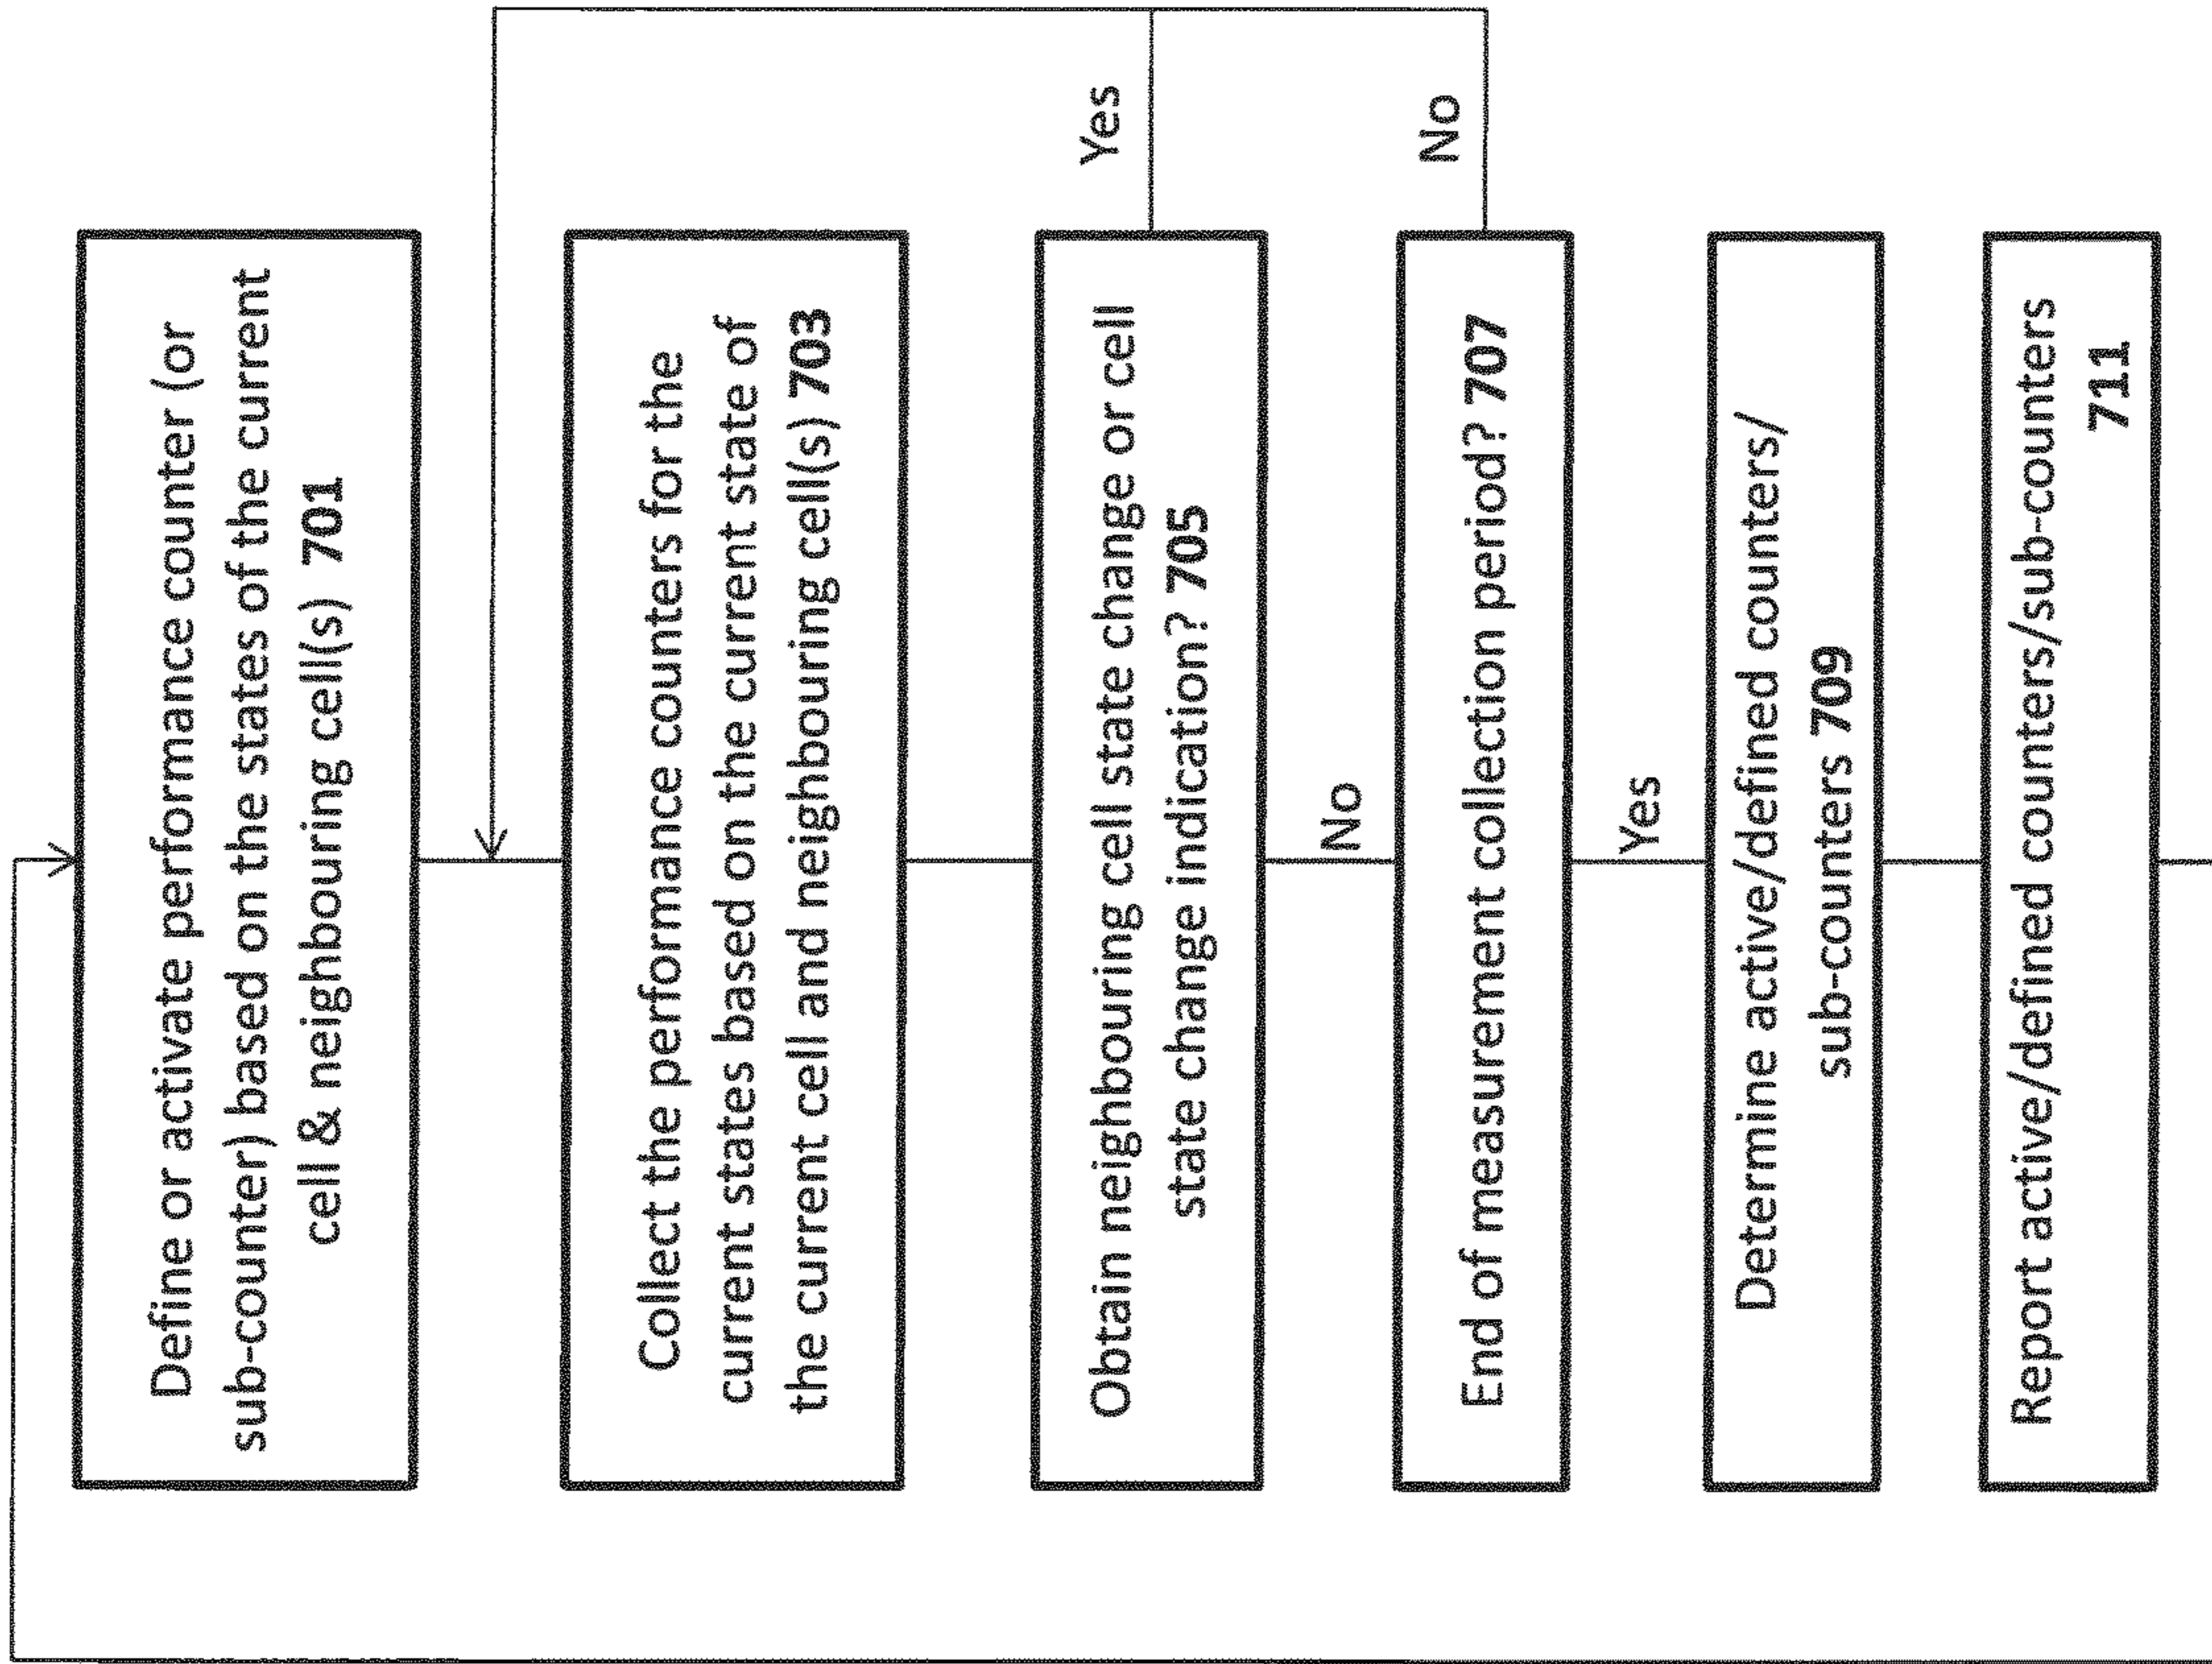 Define or activate performance counter (or
sub-counter) based on the states of the current
cell & neighbouring cell(s) 701
Collect the performance counters for the
current states based on the current state of
the current cell and neighbouring cell(s) 703
Obtain neighbouring cell state change or cell
state change indication? 705
Yes
No
End of measurement collection period? 707
No
Yes
Determine active/defined counters/
sub-counters 709
Report active/defined counters/sub-counters
711